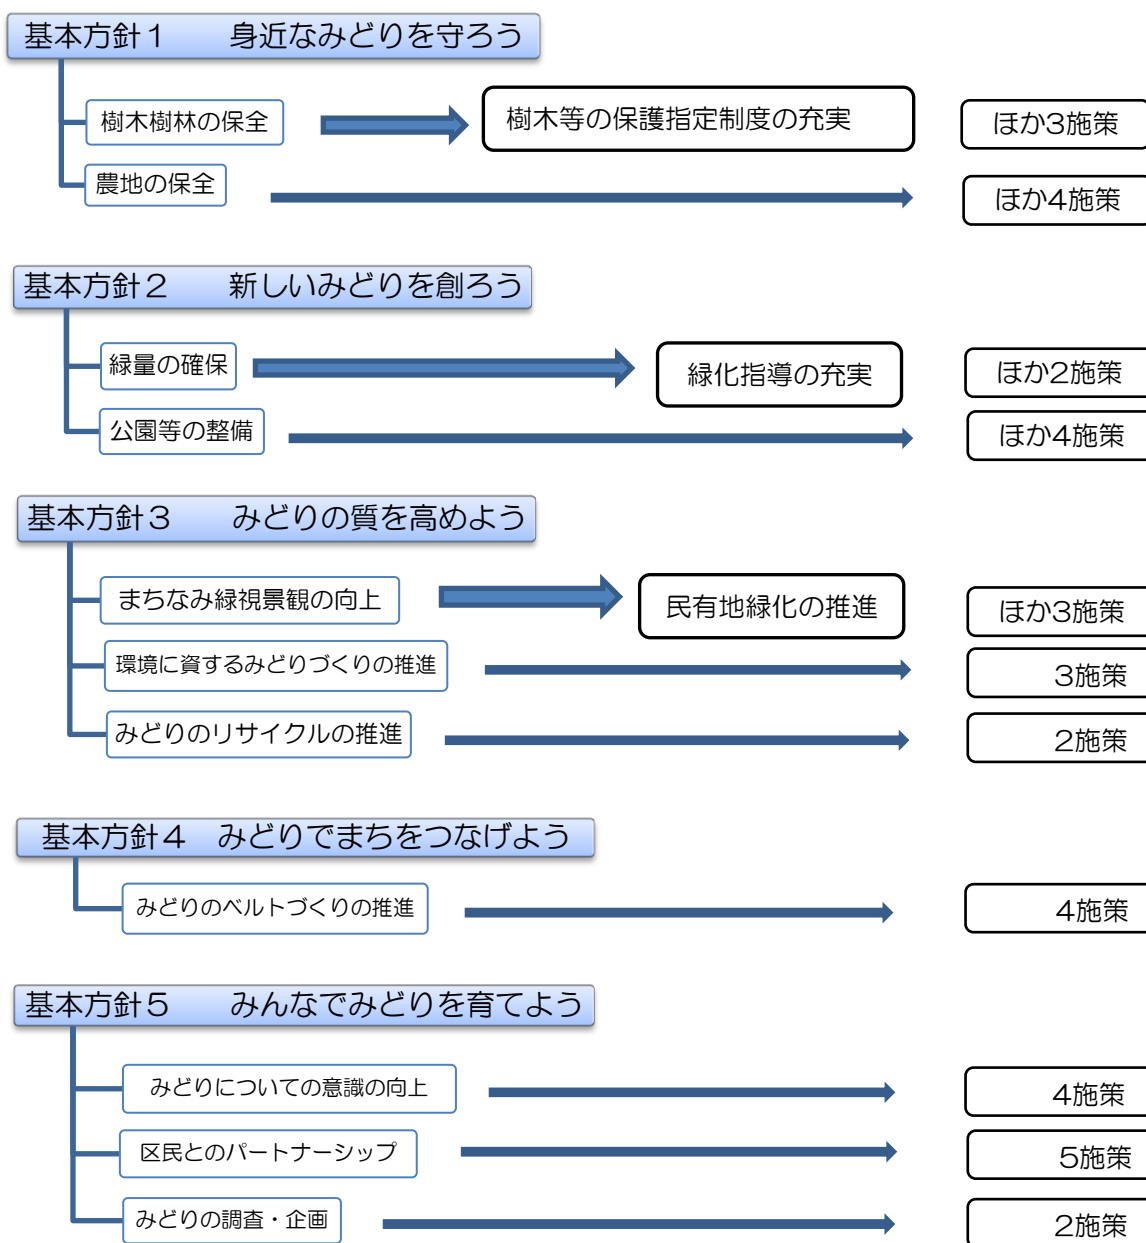 基本方針１　　身近なみどりを守ろう
樹木樹林の保全
樹木等の保護指定制度の充実
ほか3施策
農地の保全
ほか4施策
基本方針２　　新しいみどりを創ろう
緑量の確保
緑化指導の充実
ほか2施策
公園等の整備
ほか4施策
基本方針３　　みどりの質を高めよう
まちなみ緑視景観の向上
民有地緑化の推進
ほか3施策
環境に資するみどりづくりの推進
3施策
みどりのリサイクルの推進
2施策
基本方針４　みどりでまちをつなげよう
みどりのベルトづくりの推進
4施策
基本方針５　　みんなでみどりを育てよう
みどりについての意識の向上
4施策
区民とのパートナーシップ
5施策
みどりの調査・企画
2施策